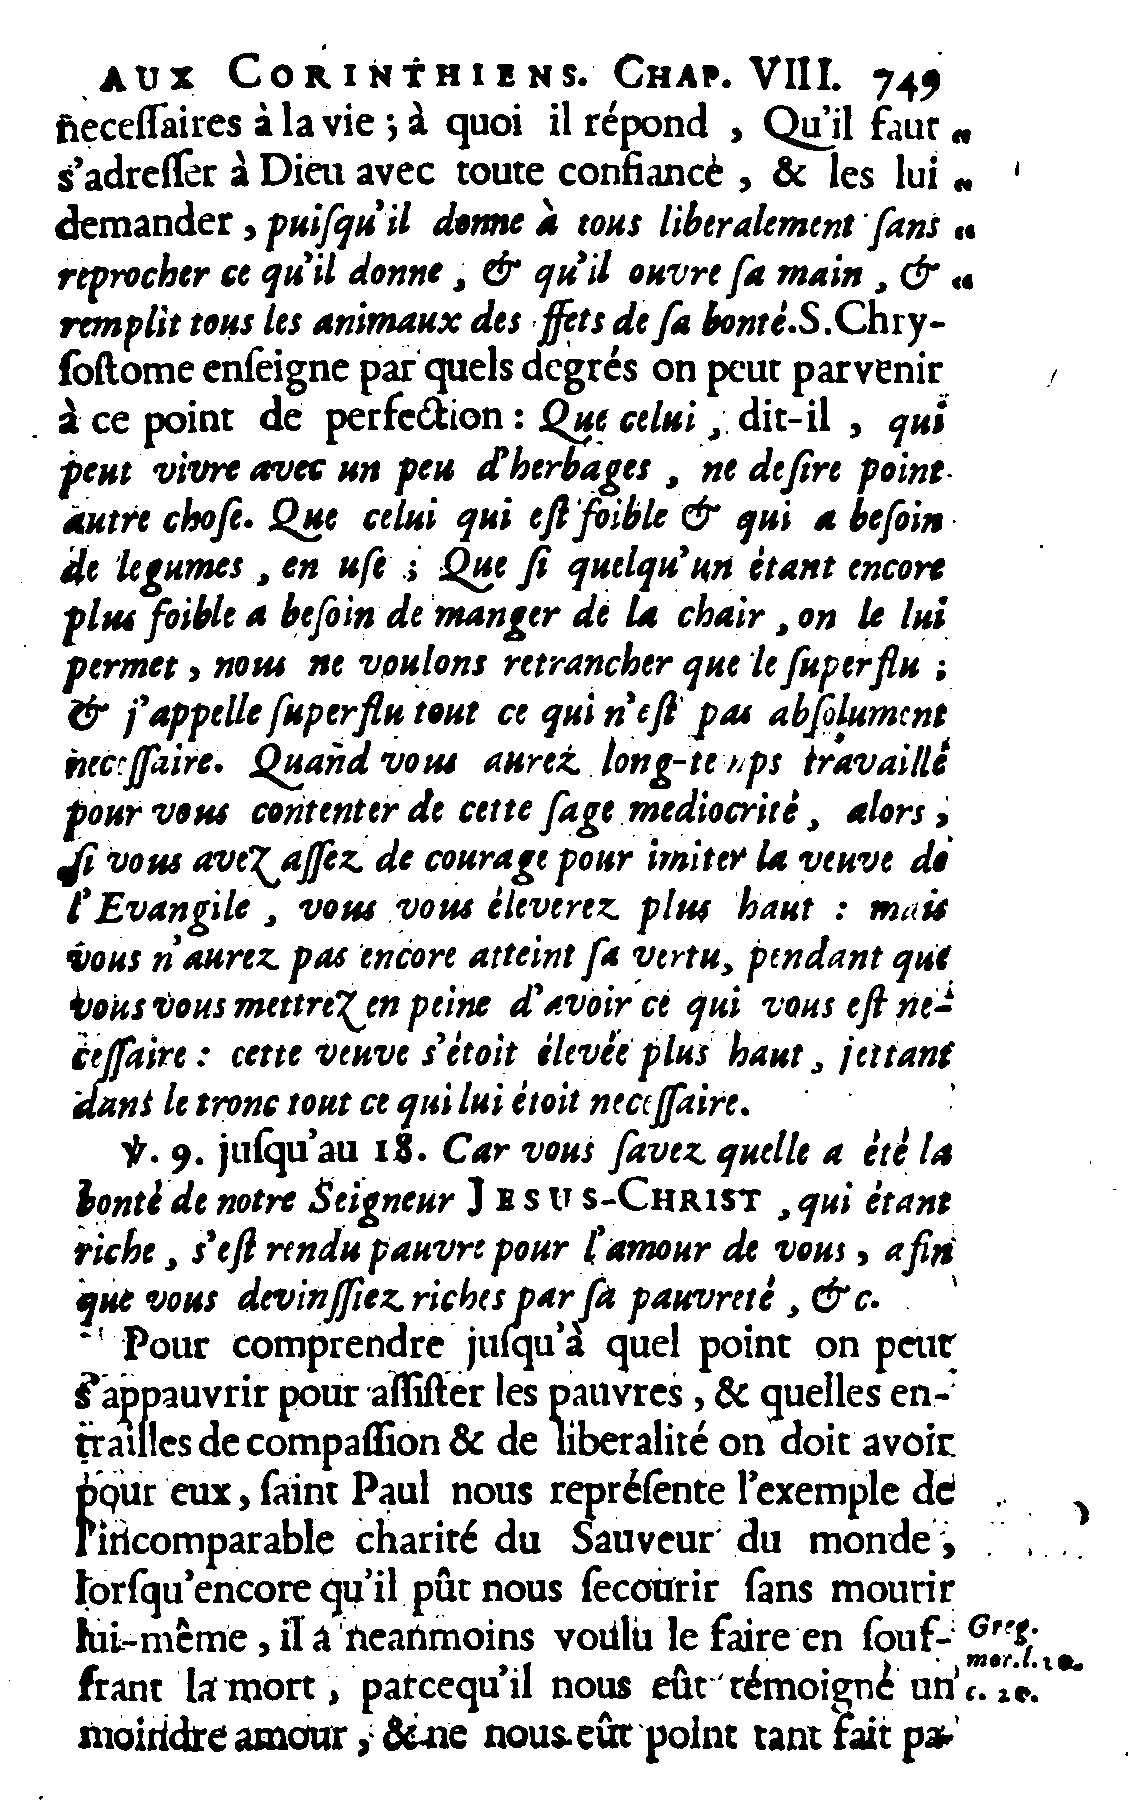 AUX CORINTHIENS. CHAP. VIII. 749
neceſſaires à la vie ; à quoi il répond , Qu'il faut „
s'adreſſer à Dieu avec toute confiance , & les lui „
demander , puiſqu'il donne à tous liberalement ſans „
reprocher ce qu'il donne , & qu'il ouvre ſa main , & „
remplit tous les animaux des effets de ſa bonté. S. Chry-
ſoſtome enſeigne par quels degrés on peut parvenir
à ce point de perfection : Que celui , dit-il , qui
peut vivre avec un peu d'herbages , ne deſire point
autre choſe. Que celui qui eſt foible & qui a beſoin
de legumes , en uſe ; Que ſi quelqu'un étant encore
plus foible a beſoin de manger de la chair , on le lui
permet , nous ne voulons retrancher que le ſuperflu ;
& j'appelle ſuperflu tout ce qui n'eſt pas abſolument
neceſſaire. Quand vous aurez long-temps travaillé
pour vous contenter de cette ſage mediocrité , alors ,
ſi vous avez aſſez de courage pour imiter la veuve de
l'Evangile , vous vous éleverez plus haut : mais
vous n'aurez pas encore atteint ſa vertu, pendant que
vous vous mettrez en peine d'avoir ce qui vous eſt ne-
ceſſaire : cette veuve s'étoit élevée plus haut , jettant
dans le tronc tout ce qui lui étoit neceſſaire.
℣. 9. juſqu'au 18. Car vous ſavez quelle a été la
bonté de notre Seigneur JESUS-CHRIST , qui étant
riche , s'eſt rendu pauvre pour l'amour de vous , afin
que vous devinſſiez riches par ſa pauvreté , & c.
Pour comprendre juſqu'à quel point on peut
s'appauvrir pour aſſiſter les pauvres , & quelles en-
trailles de compaſſion & de liberalité on doit avoir
pour eux , ſaint Paul nous repréſente l'exemple de
l'incomparable charité du Sauveur du monde ,
lorſqu'encore qu'il pût nous ſecourir ſans mourir
lui-même , il a neanmoins voulu le faire en ſouf- Greg.
frant la mort , parcequ'il nous eût témoigné un mor. l. 20.
moindre amour , & ne nous eût point tant fait pa- c. 20.